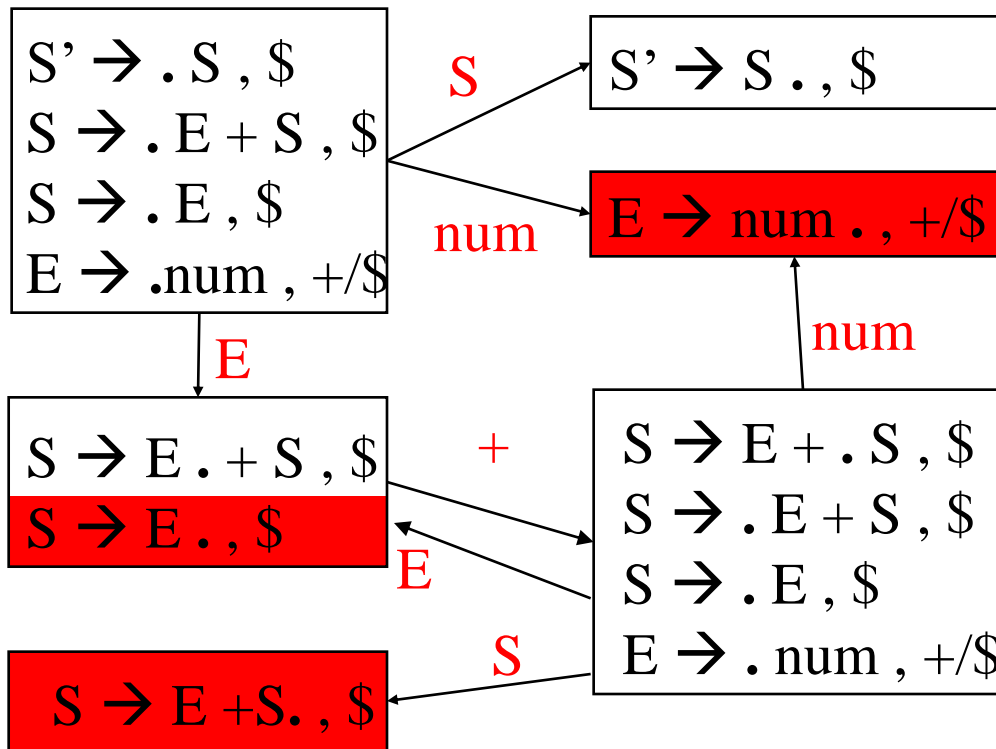 S’ → . S , $
S → . E + S , $
S → . E , $
E → .num , +/$
S
S’ → S . , $
num
E → num . , +/$
E
num
S → E . + S , $
S → E . , $
+
E
S → E + . S , $
S → . E + S , $
S → . E , $
E → . num , +/$
S
S → E +S. , $